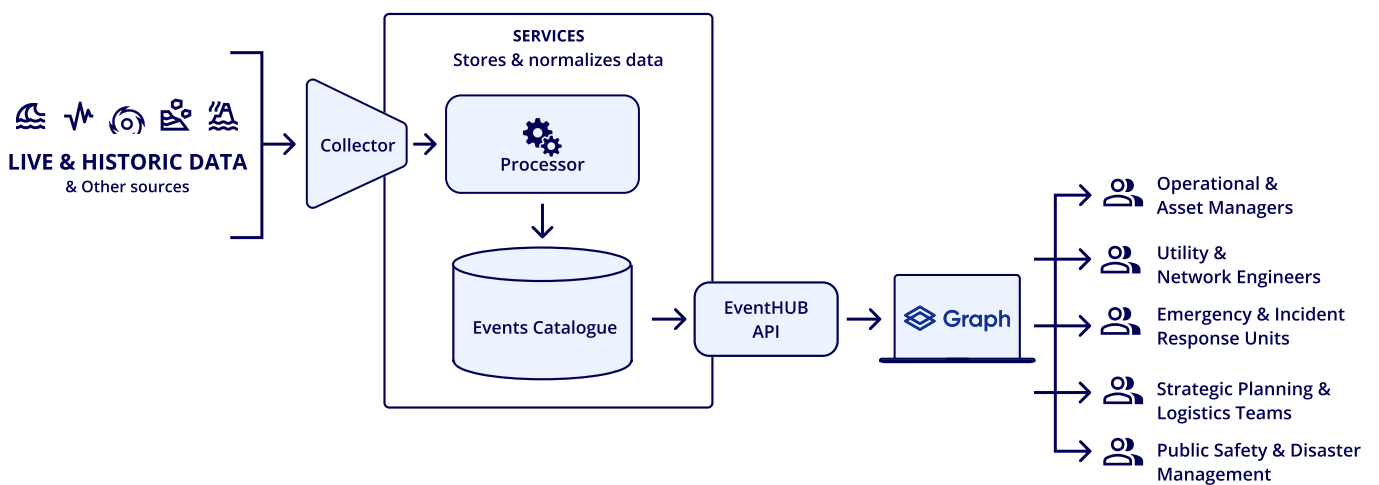 SERVICES
Stores & normalizes data
LIVE & HISTORIC DATA
& Other sources
Collector
Processor
Events Catalogue
EventHUB
API
Graph
Operational &
Asset Managers
Utility &
Network Engineers
Emergency & Incident
Response Units
Strategic Planning &
Logistics Teams
Public Safety & Disaster
Management